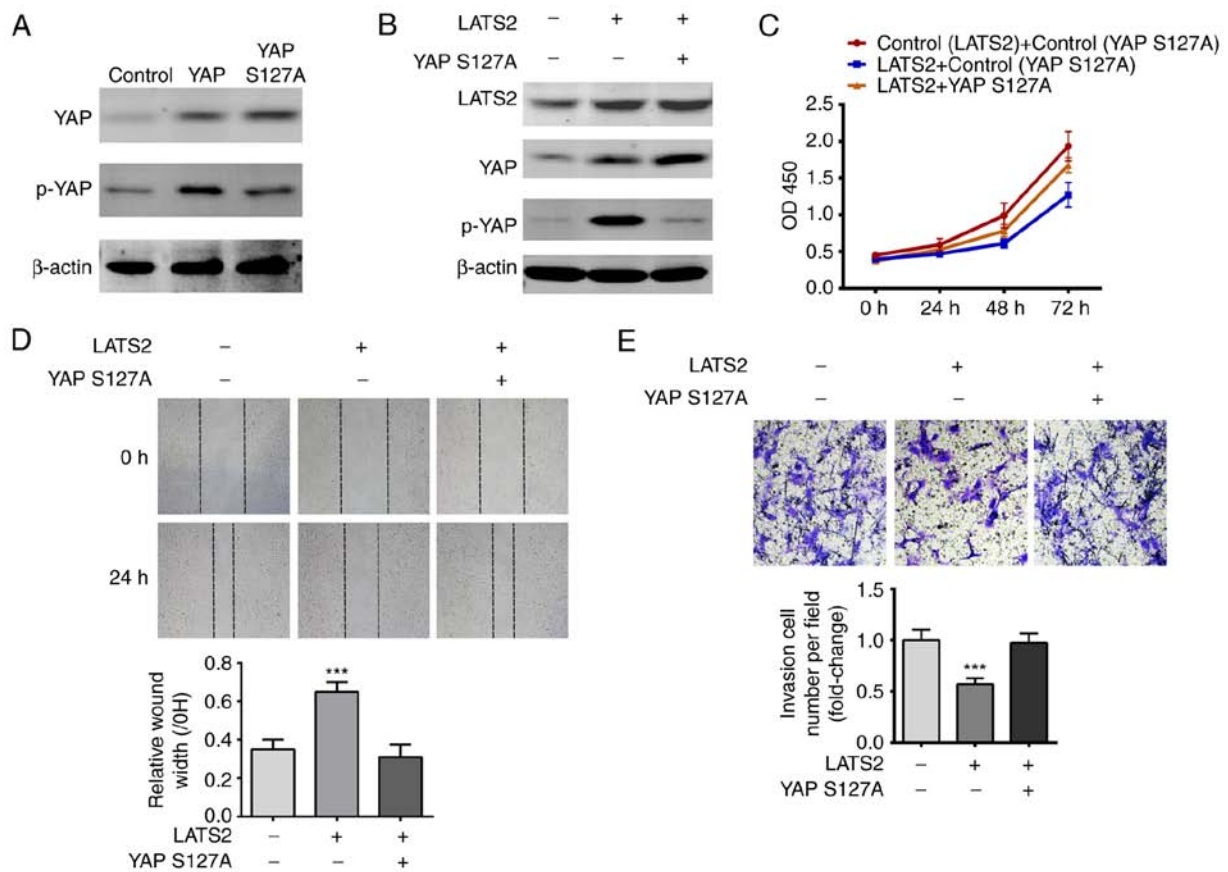 A
Control YAP YAP S127A
YAP
p-YAP
β-actin
B
LATS2 – + +
YAP S127A – – +
LATS2
YAP
p-YAP
β-actin
C
Control (LATS2)+Control (YAP S127A)
LATS2+Control (YAP S127A)
LATS2+YAP S127A
OD 450
2.5
2.0
1.5
1.0
0.5
0.0
0 h 24 h 48 h 72 h
D
LATS2 – + +
YAP S127A – – +
0 h
24 h
Relative wound
width (/0H)
0.8
0.6
0.4
0.2
0.0
***
LATS2 – + +
YAP S127A – – +
E
LATS2 – + +
YAP S127A – – +
Invasion cell
number per field
(fold-change)
1.5
1.0
0.5
0.0
***
LATS2 – + +
YAP S127A – – +